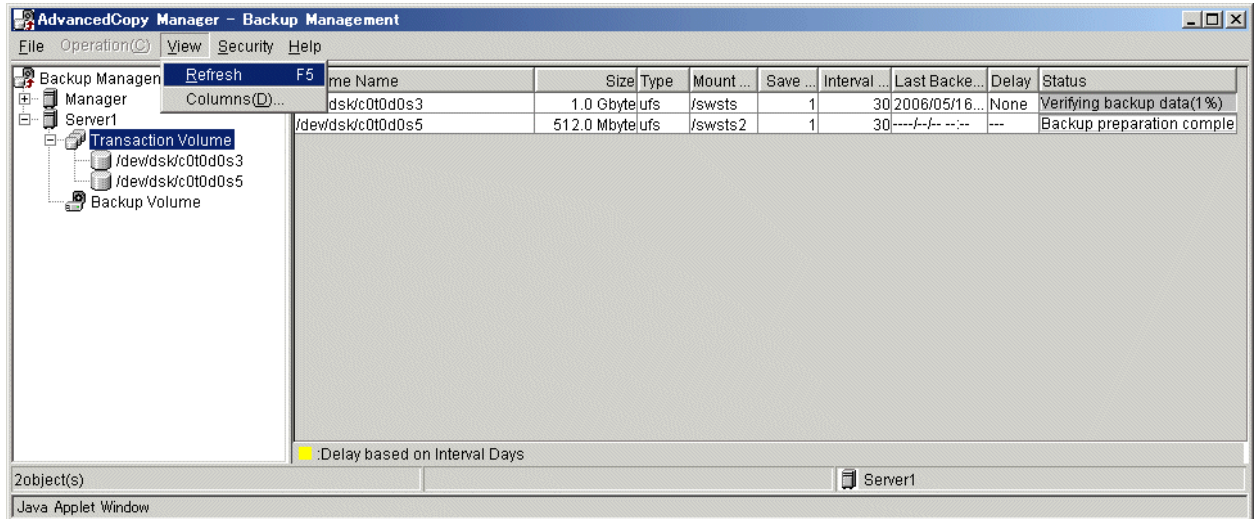 AdvancedCopy Manager - Backup Management
File Operation(C) View Security Help
Refresh F5
Columns(D)...
Backup Managen
Manager
Server1
Transaction Volume
/dev/dsk/c0t0d0s3
/dev/dsk/c0t0d0s5
Backup Volume
me Name Size Type Mount ... Save ... Interval ... Last Backe... Delay Status
dsk/c0t0d0s3 1.0 Gbyte ufs /swsts 1 30 2006/05/16... None Verifying backup data(1%)
/dev/dsk/c0t0d0s5 512.0 Mbyte ufs /swsts2 1 30 ----/--/-- --:-- --- Backup preparation comple
:Delay based on Interval Days
2object(s) Server1
Java Applet Window